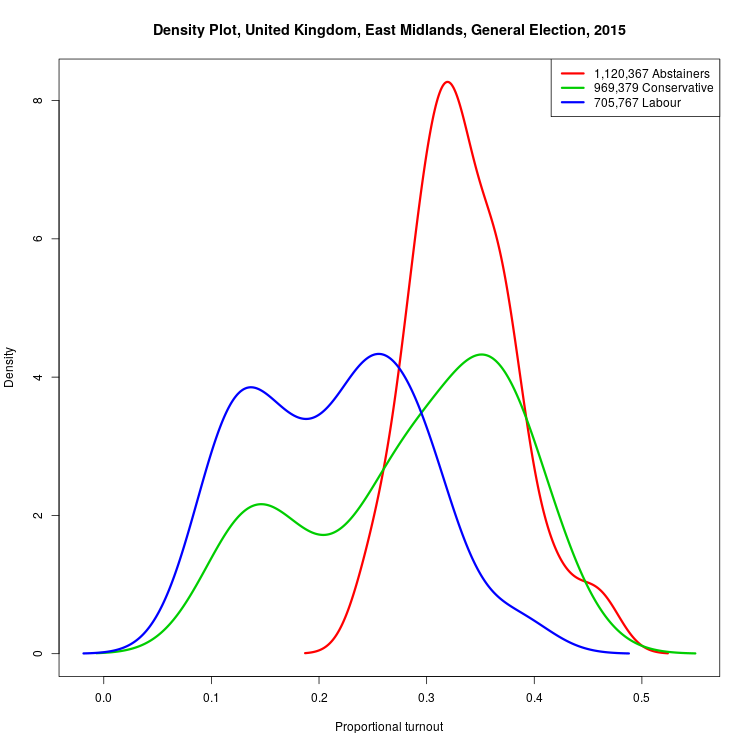 Density Plot, United Kingdom, East Midlands, General Election, 2015
1,120,367 Abstainers
969,379 Conservative
705,767 Labour
Density
8
6
4
2
0
0.0 0.1 0.2 0.3 0.4 0.5
Proportional turnout